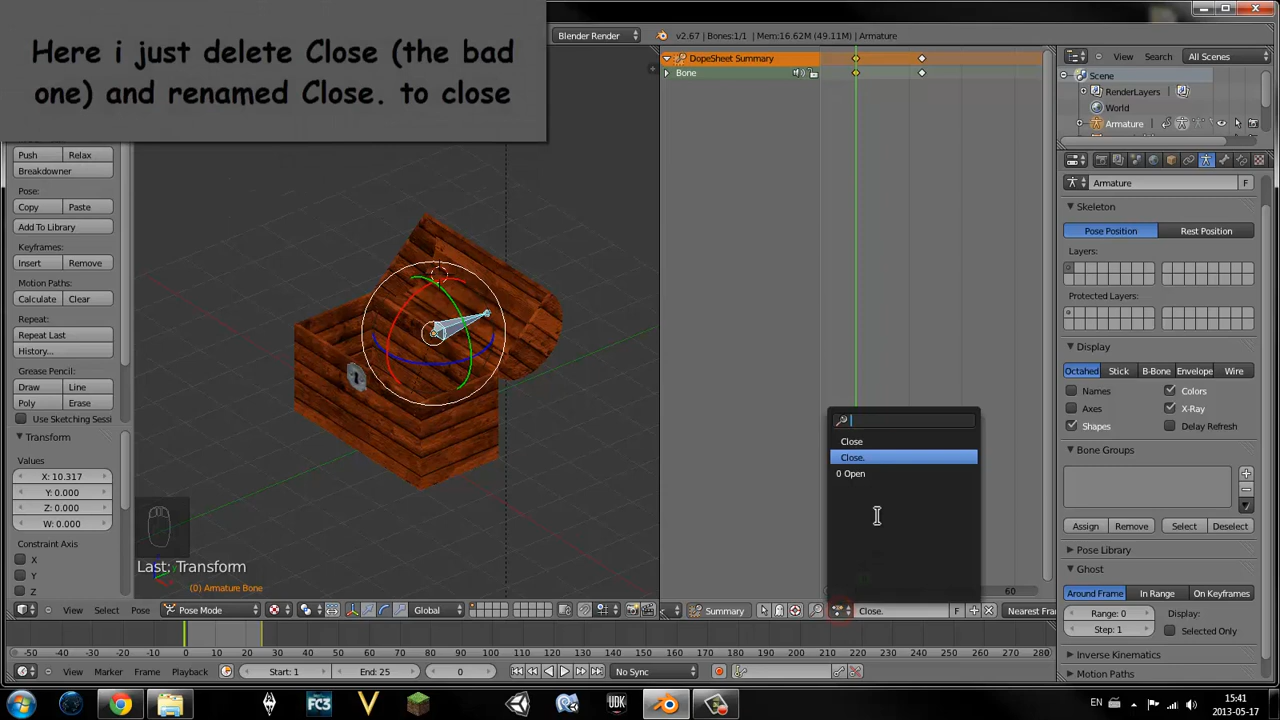 Here i just delete Close (the bad
one) and renamed Close. to close
Blender Render
v2.67 | Bones:1/1 | Mem:16.62M (49.11M) | Armature
View Search All Scenes
DopeSheet Summary
Bone
Scene
RenderLayers
World
Armature
Push Relax
Breakdowner
Pose:
Copy Paste
Add To Library
Keyframes:
Insert Remove
Motion Paths:
Calculate Clear
Repeat:
Repeat Last
History...
Grease Pencil:
Draw Line
Poly Erase
Use Sketching Sessi
Transform
Values
X: 10.317
Y: 0.000
Z: 0.000
W: 0.000
Constraint Axis
X
Y
Z
Last: Transform
(0) Armature Bone
Close
Close.
0 Open
60
Armature F
Skeleton
Pose Position Rest Position
Layers:
Protected Layers:
Display
Octahed Stick B-Bone Envelope Wire
Names Colors
Axes X-Ray
Shapes Delay Refresh
Bone Groups
Assign Remove Select Deselect
Pose Library
Ghost
Around Frame In Range On Keyframes
Range: 0 Display:
Step: 1 Selected Only
Inverse Kinematics
Motion Paths
View Select Pose Pose Mode Global
Summary Close. F Nearest Fra
-50 -40 -30 -20 -10 0 10 20 30 40 50 60 70 80 90 100 110 120 130 140 150 160 170 180 190 200 210 220 230 240 250 260 270 280
View Marker Frame Playback Start: 1 End: 25 0 No Sync
FC3 V UDK
EN 15:41
2013-05-17